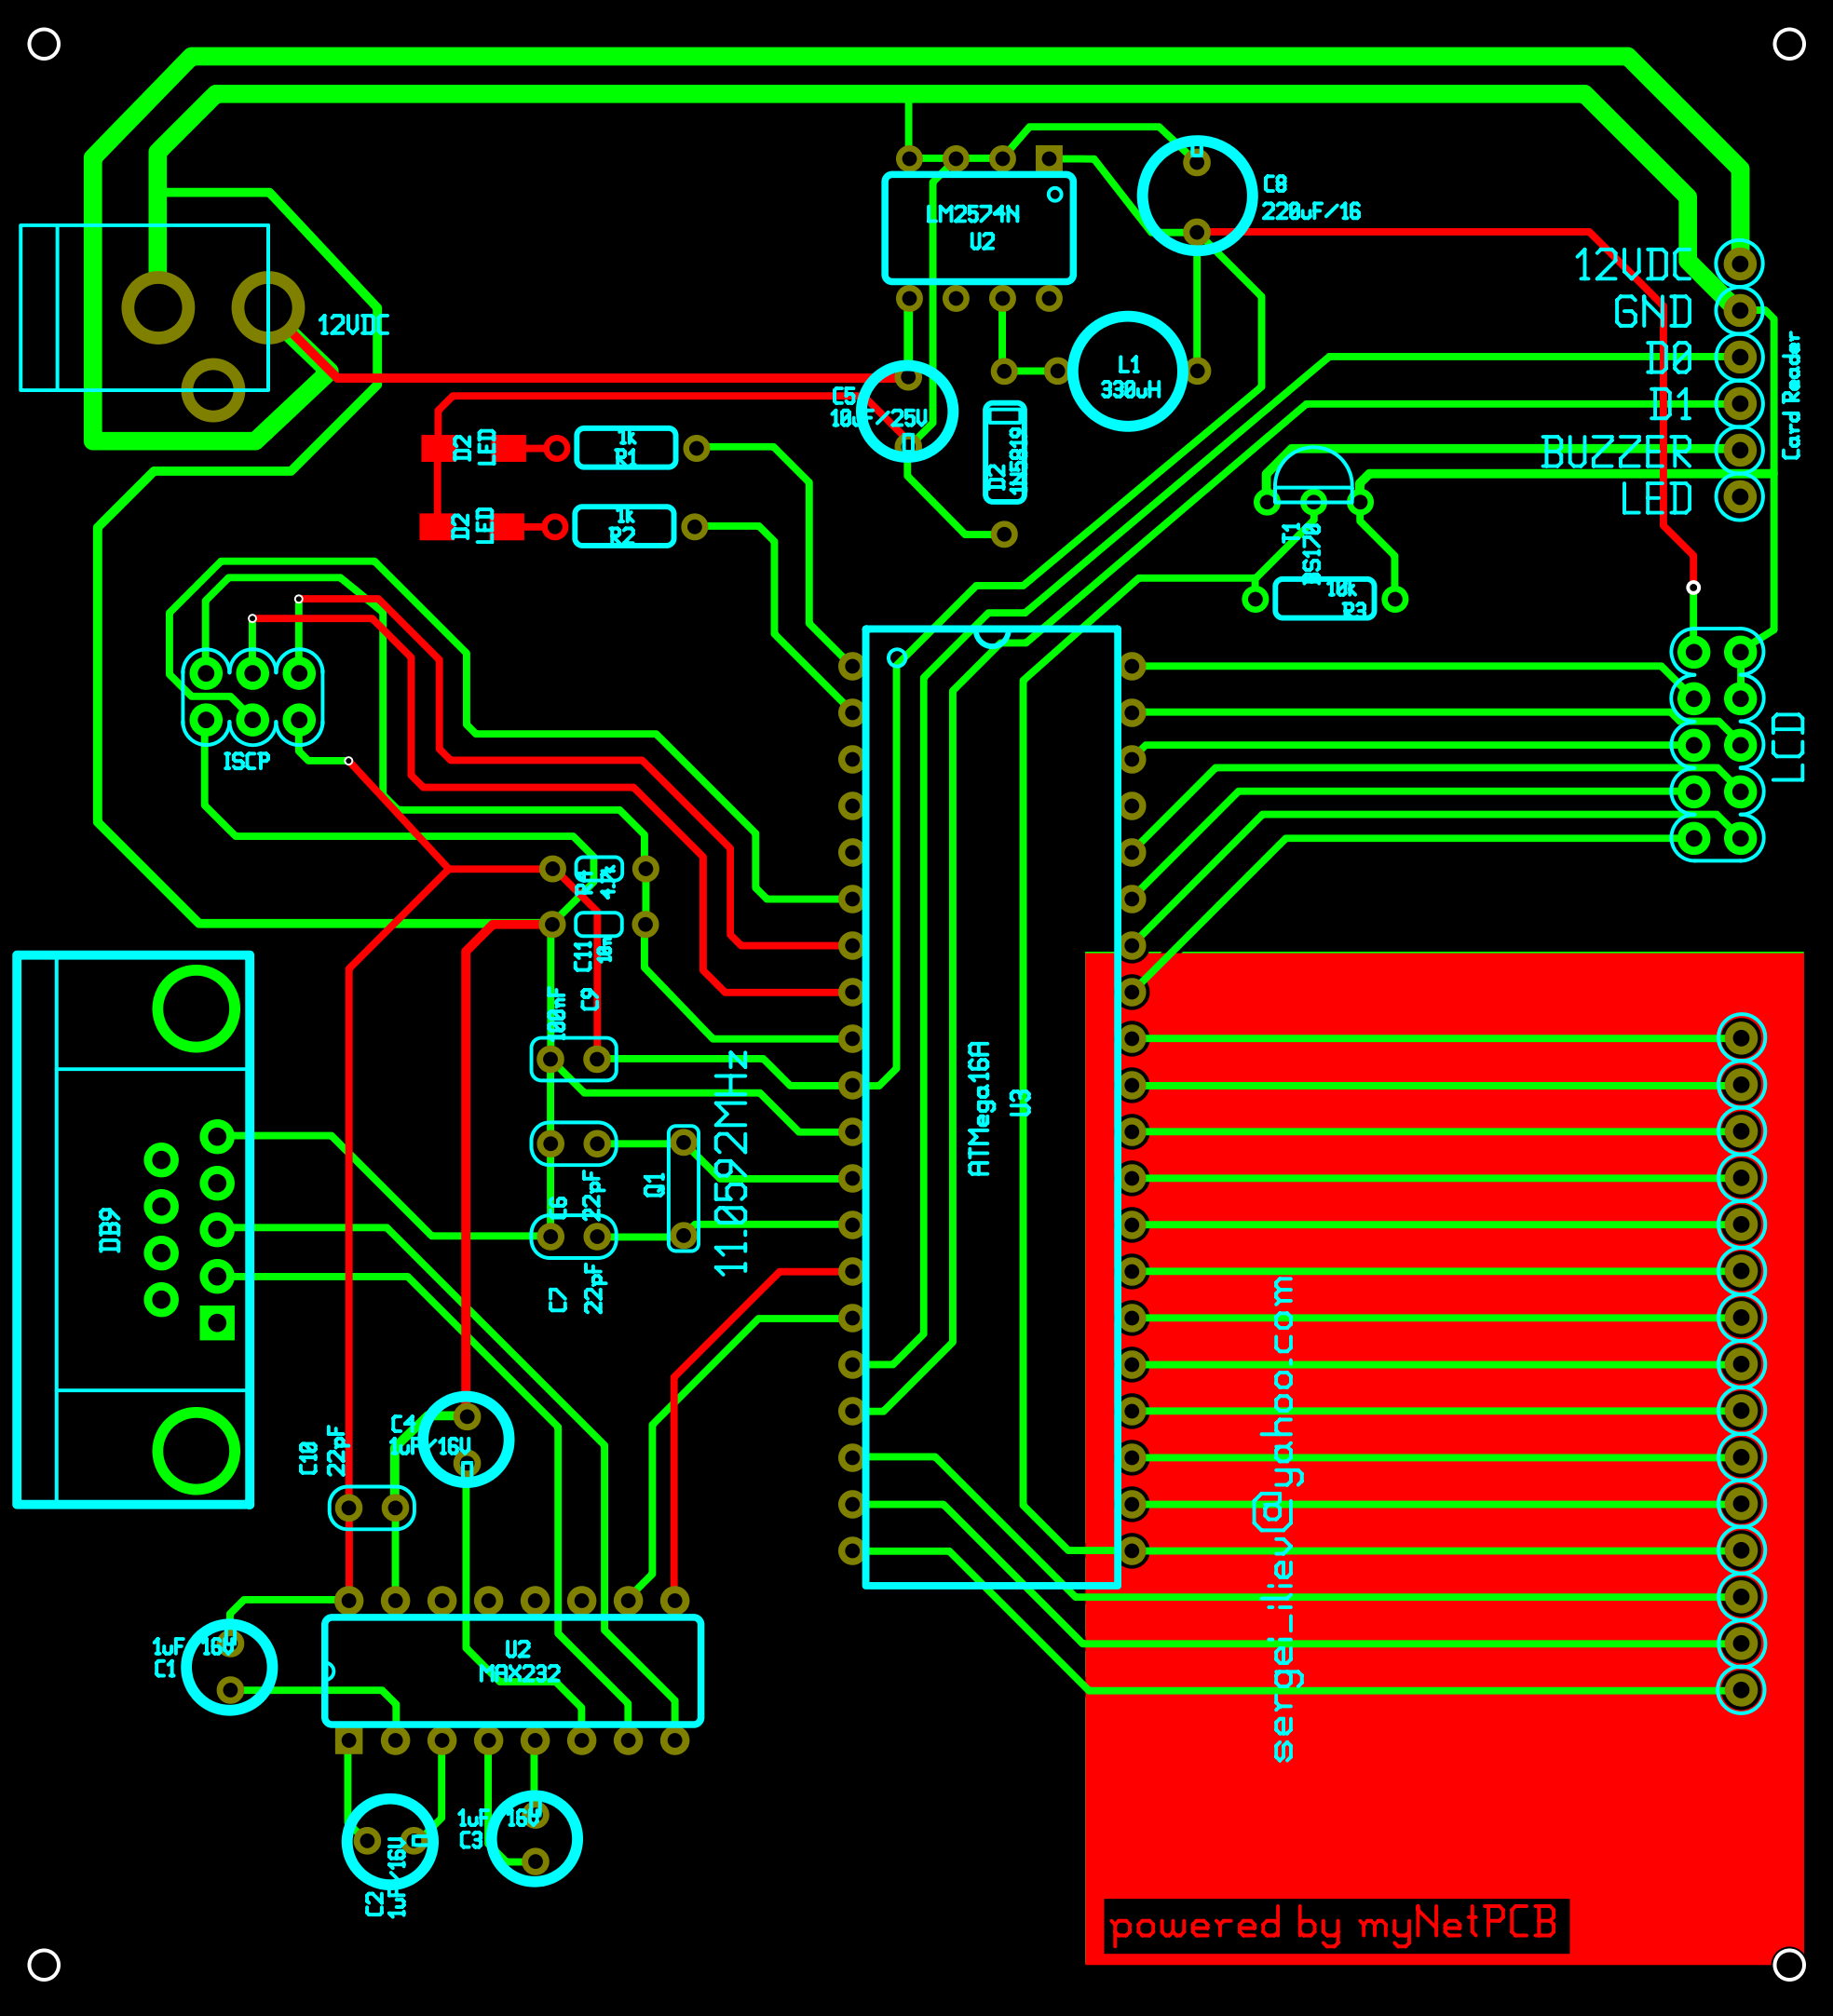 LM2574N
U2
C8
220uF/16
12VDC
GND
D0
D1
BUZZER
LED
Card Reader
12VDC
L1
330uH
C5
10uF/25V
D2
LED
1k
R1
D2
LED
1k
R2
D2
1N5819
T1
BS170
10k
R3
ISCP
LCD
R4
4.7k
C11
10n
100nF
C9
ATMega16A
U3
11.0592MHz
Q1
C6
22pF
C7
22pF
DB9
C10
22pF
C4
1uF/16V
1uF/16V
C1
U2
MAX232
1uF/16V
C3
C2
1uF/16V
sergei_iliev@yahoo.com
powered by myNetPCB